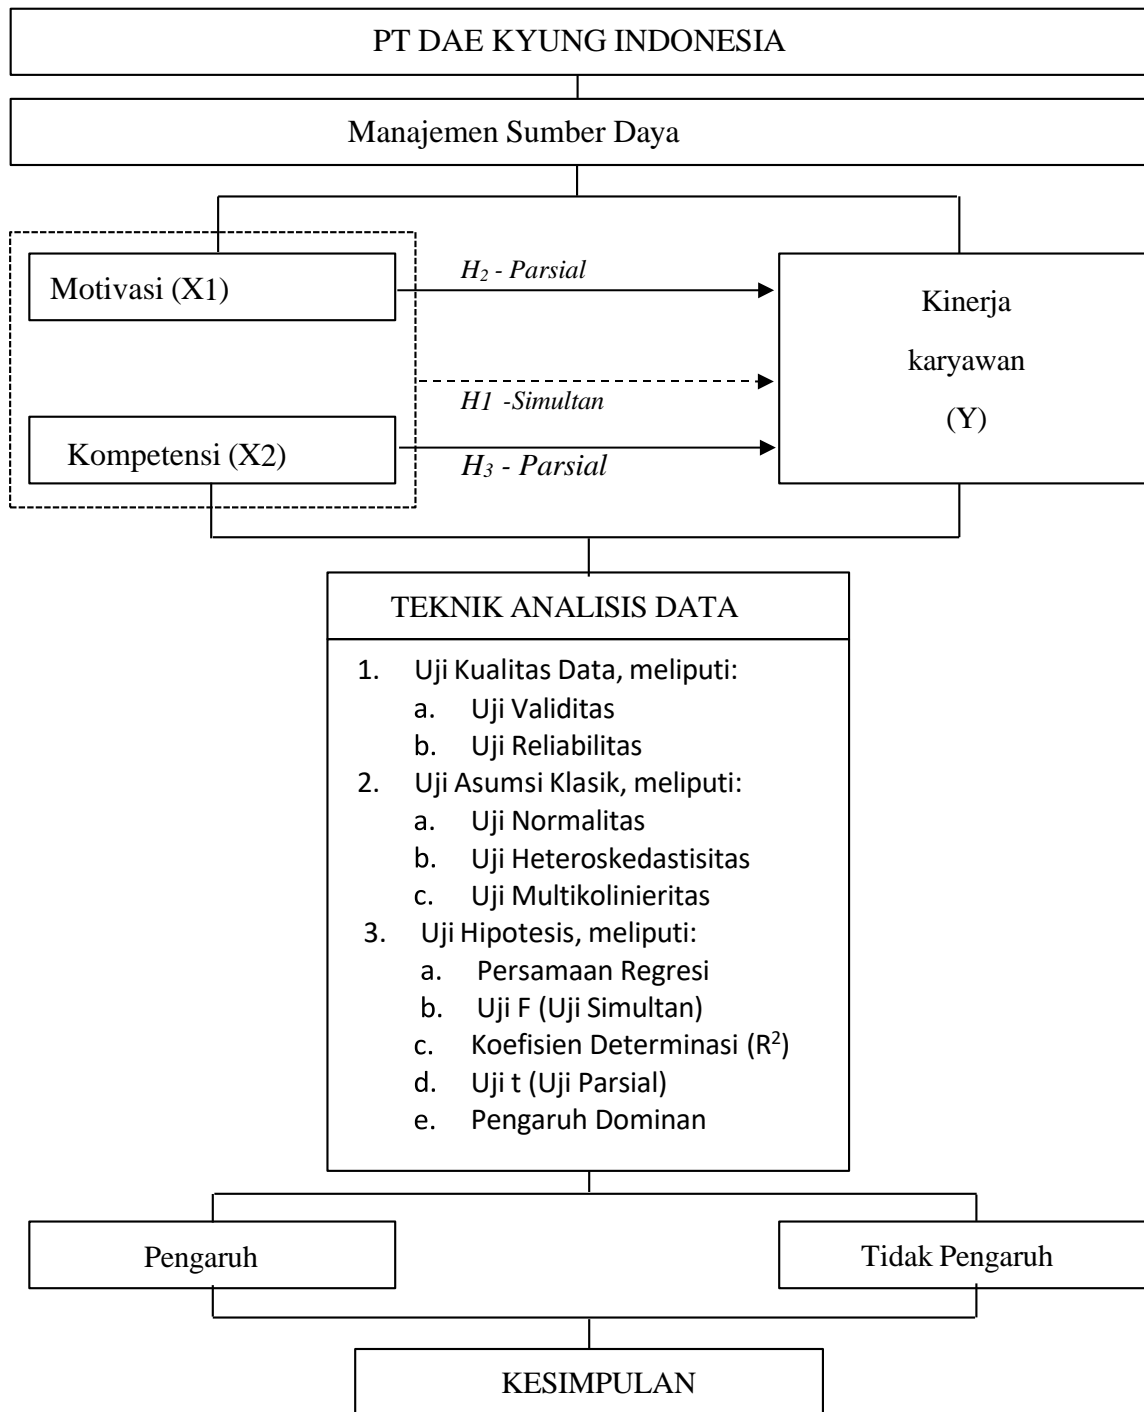 PT DAE KYUNG INDONESIA
Manajemen Sumber Daya
Motivasi (X1)
H2 - Parsial
Kinerja
karyawan
(Y)
H1 -Simultan
Kompetensi (X2)
H3 - Parsial
TEKNIK ANALISIS DATA
1. Uji Kualitas Data, meliputi:
a. Uji Validitas
b. Uji Reliabilitas
2. Uji Asumsi Klasik, meliputi:
a. Uji Normalitas
b. Uji Heteroskedastisitas
c. Uji Multikolinieritas
3. Uji Hipotesis, meliputi:
a. Persamaan Regresi
b. Uji F (Uji Simultan)
c. Koefisien Determinasi (R²)
d. Uji t (Uji Parsial)
e. Pengaruh Dominan
Pengaruh
Tidak Pengaruh
KESIMPULAN